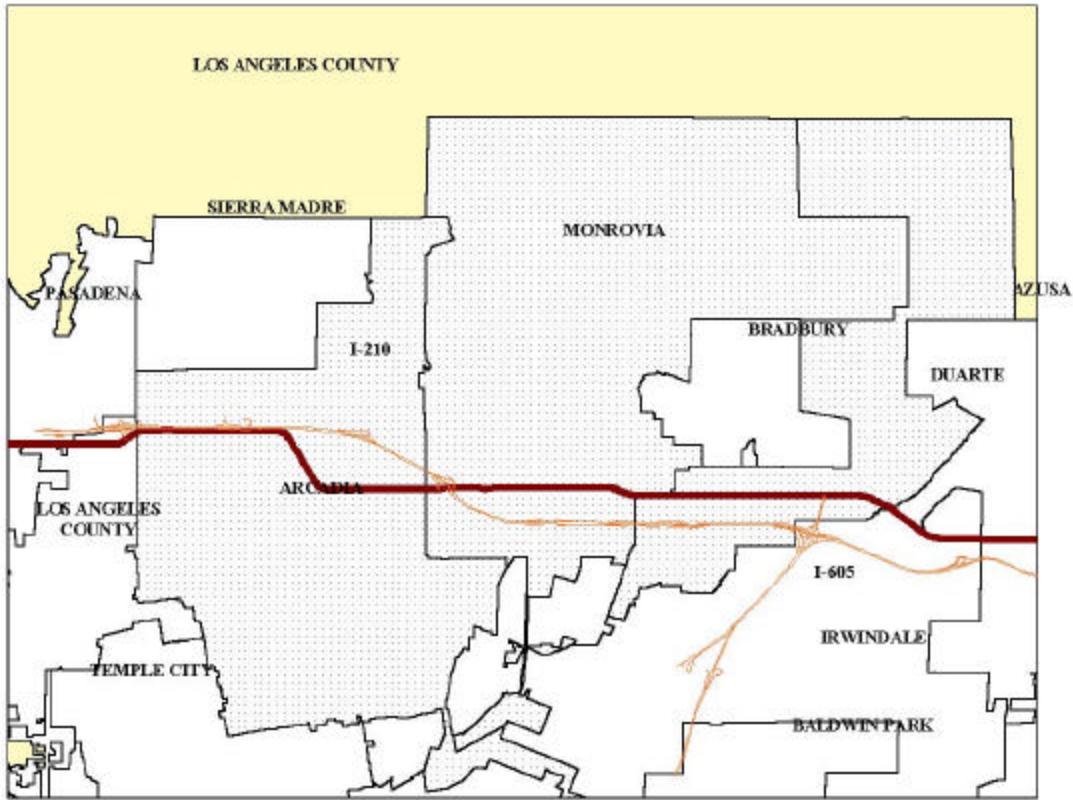 LOS ANGELES COUNTY
SIERRA MADRE
MONROVIA
PASADENA
AZUSA
BRADBURY
I-210
DUARTE
ARCADIA
LOS ANGELES
COUNTY
I-605
IRWINDALE
TEMPLE CITY
BALDWIN PARK